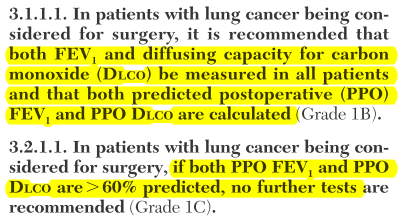 3.1.1.1. In patients with lung cancer being con-
sidered for surgery, it is recommended that
both FEV₁ and diffusing capacity for carbon
monoxide (DLCO) be measured in all patients
and that both predicted postoperative (PPO)
FEV₁ and PPO DLCO are calculated (Grade 1B).
3.2.1.1. In patients with lung cancer being con-
sidered for surgery, if both PPO FEV₁ and PPO
DLCO are > 60% predicted, no further tests are
recommended (Grade 1C).